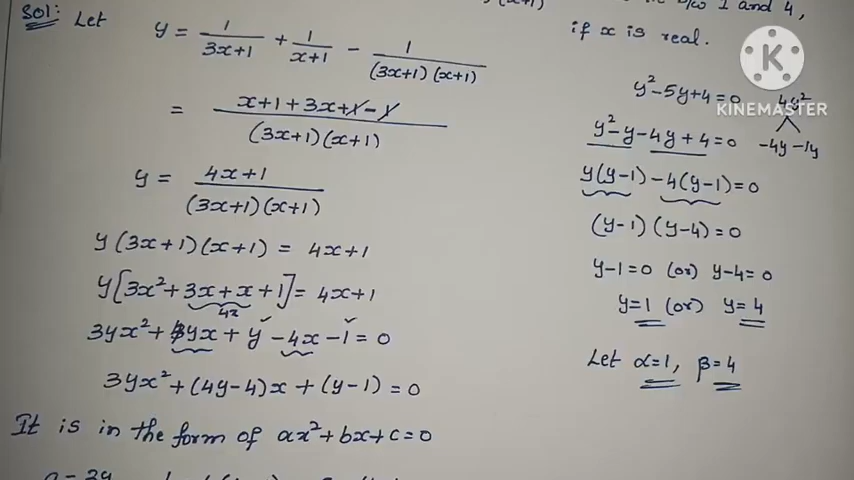 (x+1)
1 and 4,
if x is real.
Sol: Let
y = 1/(3x+1) + 1/(x+1) - 1/((3x+1)(x+1))
= (x+1+3x+1-1)/((3x+1)(x+1))
y = (4x+1)/((3x+1)(x+1))
y(3x+1)(x+1) = 4x+1
y[3x²+3x+x+1] = 4x+1
4x
3yx²+4yx+y-4x-1=0
3yx²+(4y-4)x+(y-1)=0
It is in the form of ax²+bx+c=0
y²-5y+4=0
4y²
-4y -1y
y²-y-4y+4=0
y(y-1)-4(y-1)=0
(y-1)(y-4)=0
y-1=0 (or) y-4=0
y=1 (or) y=4
Let α=1, β=4
KINEMASTER